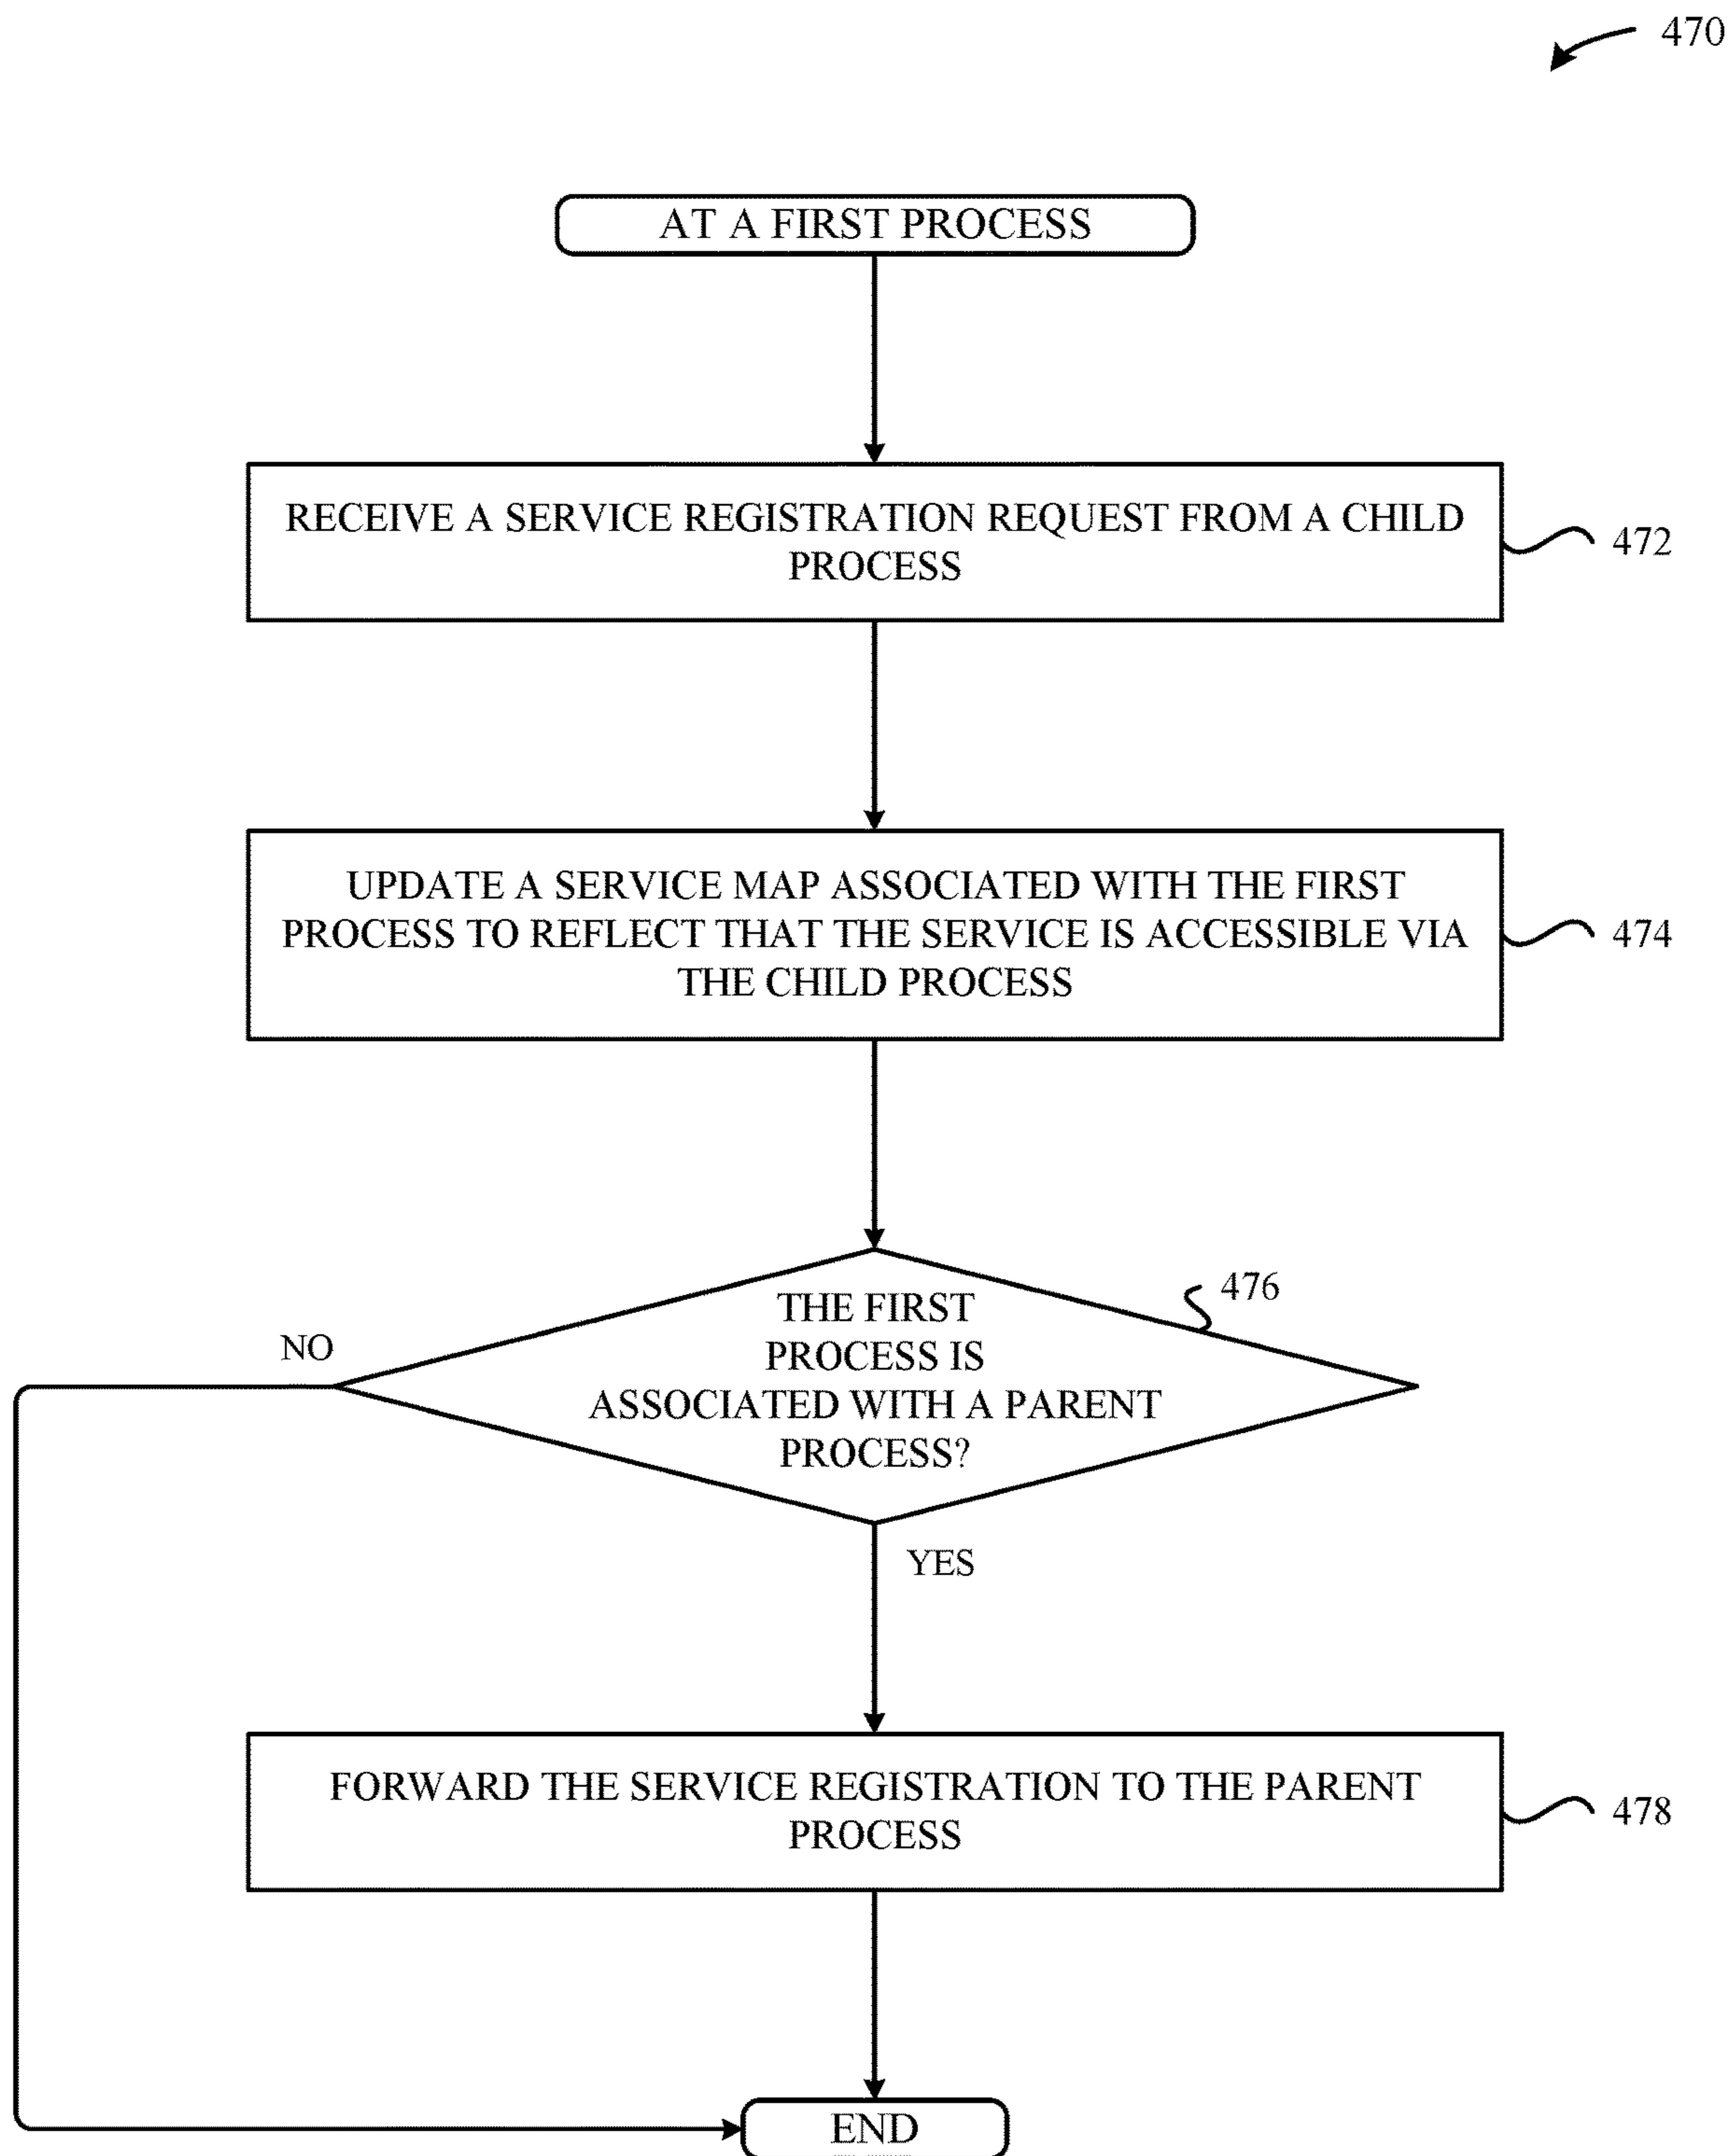 470
AT A FIRST PROCESS
RECEIVE A SERVICE REGISTRATION REQUEST FROM A CHILD
PROCESS
472
UPDATE A SERVICE MAP ASSOCIATED WITH THE FIRST
PROCESS TO REFLECT THAT THE SERVICE IS ACCESSIBLE VIA
THE CHILD PROCESS
474
THE FIRST
PROCESS IS
ASSOCIATED WITH A PARENT
PROCESS?
476
NO
YES
FORWARD THE SERVICE REGISTRATION TO THE PARENT
PROCESS
478
END